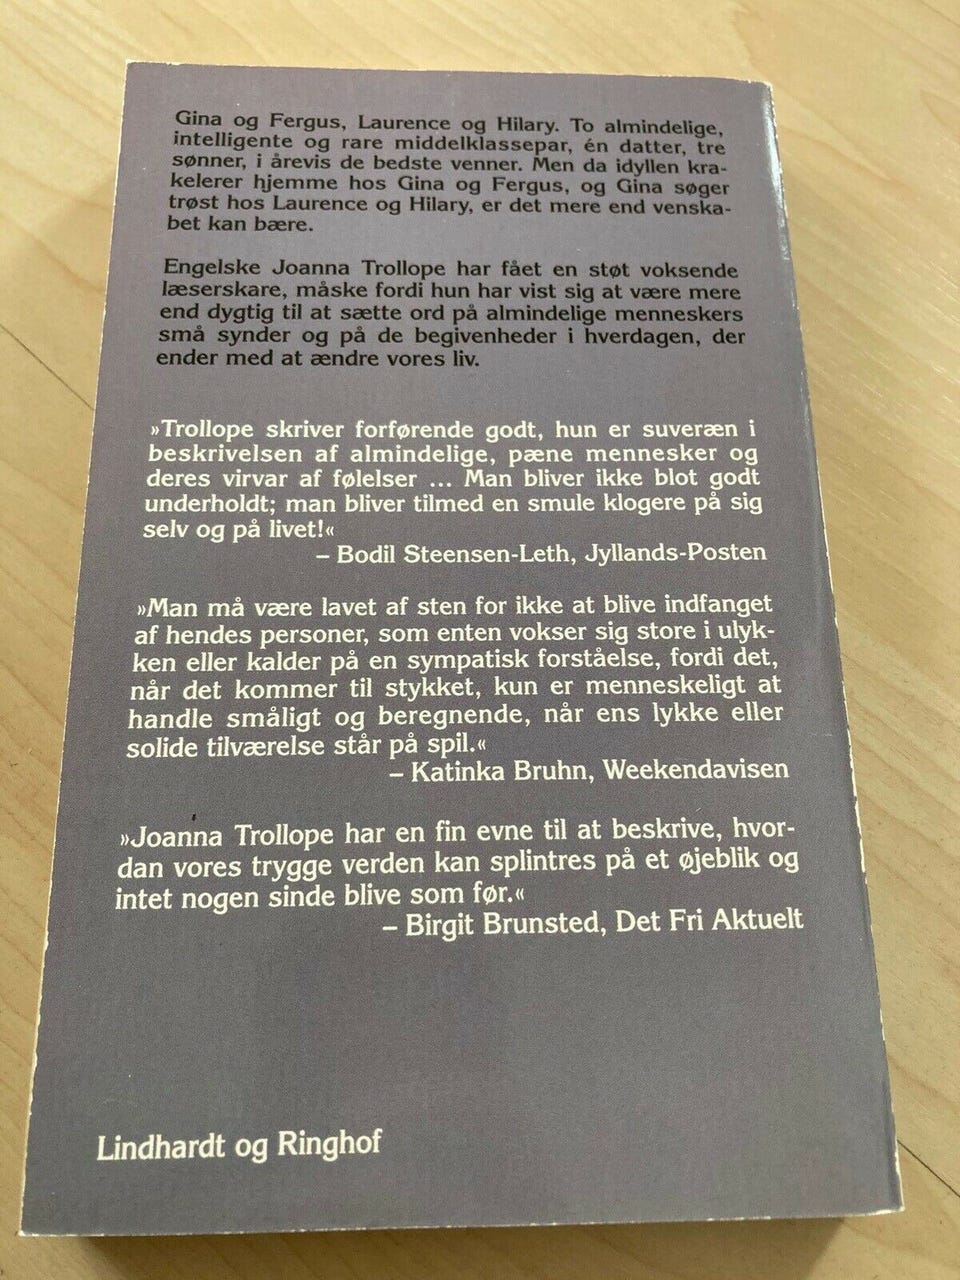 Gina og Fergus, Laurence og Hilary. To almindelige,
intelligente og rare middelklassepar, én datter, tre
sønner, i årevis de bedste venner. Men da idyllen kra-
kelerer hjemme hos Gina og Fergus, og Gina søger
trøst hos Laurence og Hilary, er det mere end venska-
bet kan bære.
Engelske Joanna Trollope har fået en støt voksende
læserskare, måske fordi hun har vist sig at være mere
end dygtig til at sætte ord på almindelige menneskers
små synder og på de begivenheder i hverdagen, der
ender med at ændre vores liv.
»Trollope skriver forførende godt, hun er suveræn i
beskrivelsen af almindelige, pæne mennesker og
deres virvar af følelser ... Man bliver ikke blot godt
underholdt; man bliver tilmed en smule klogere på sig
selv og på livet!«
– Bodil Steensen-Leth, Jyllands-Posten
»Man må være lavet af sten for ikke at blive indfanget
af hendes personer, som enten vokser sig store i ulyk-
ken eller kalder på en sympatisk forståelse, fordi det,
når det kommer til stykket, kun er menneskeligt at
handle småligt og beregnende, når ens lykke eller
solide tilværelse står på spil.«
– Katinka Bruhn, Weekendavisen
»Joanna Trollope har en fin evne til at beskrive, hvor-
dan vores trygge verden kan splintres på et øjeblik og
intet nogen sinde blive som før.«
– Birgit Brunsted, Det Fri Aktuelt
Lindhardt og Ringhof